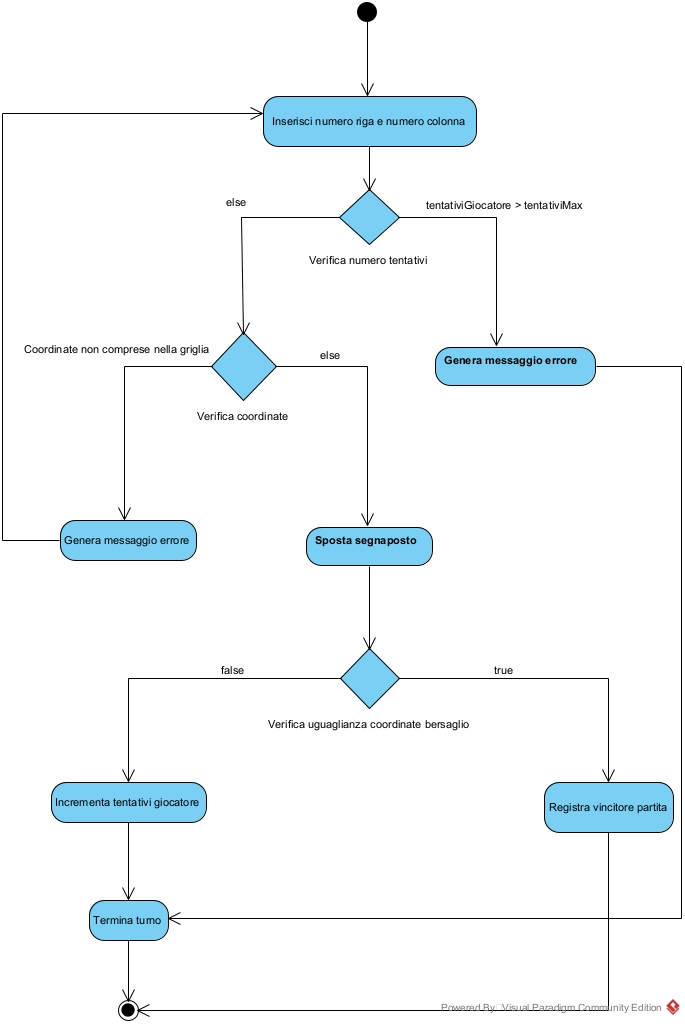 Inserisci numero riga e numero colonna
else
tentativiGiocatore > tentativiMax
Verifica numero tentativi
Coordinate non comprese nella griglia
else
Genera messaggio errore
Verifica coordinate
Genera messaggio errore
Sposta segnaposto
false
true
Verifica uguaglianza coordinate bersaglio
Incrementa tentativi giocatore
Registra vincitore partita
Termina turno
Powered By Visual Paradigm Community Edition